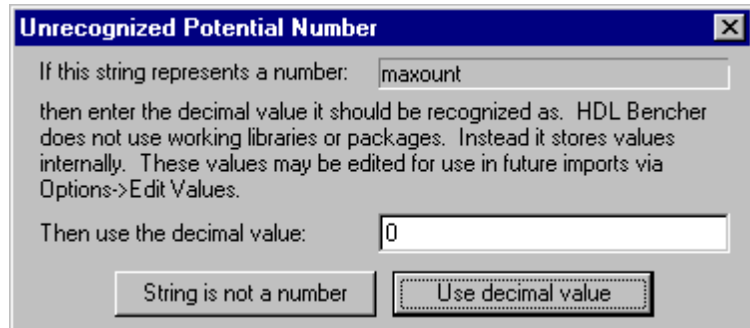 Unrecognized Potential Number
If this string represents a number: maxount
then enter the decimal value it should be recognized as. HDL Bencher
does not use working libraries or packages. Instead it stores values
internally. These values may be edited for use in future imports via
Options->Edit Values.
Then use the decimal value: 0
String is not a number Use decimal value